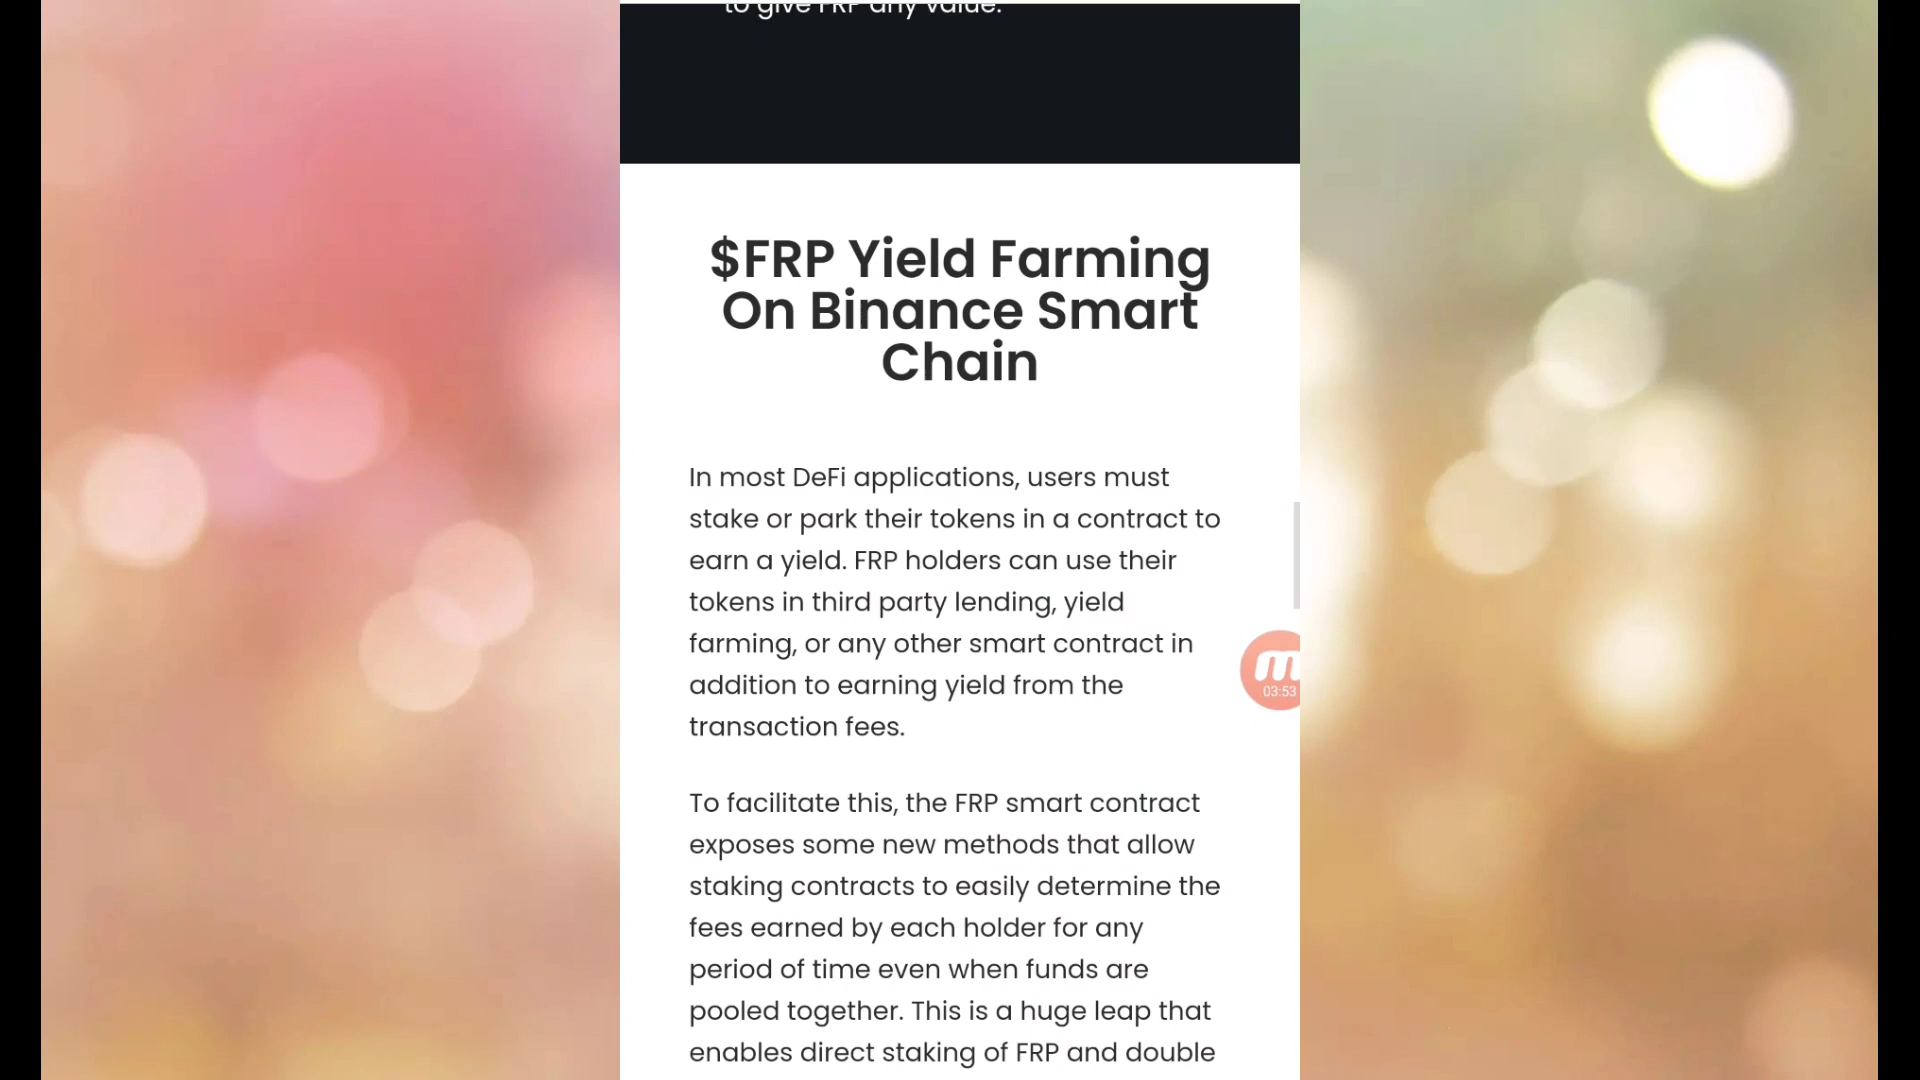 to give FRP any value.
$FRP Yield Farming
On Binance Smart
Chain
In most DeFi applications, users must
stake or park their tokens in a contract to
earn a yield. FRP holders can use their
tokens in third party lending, yield
farming, or any other smart contract in
addition to earning yield from the
transaction fees.
03:53
To facilitate this, the FRP smart contract
exposes some new methods that allow
staking contracts to easily determine the
fees earned by each holder for any
period of time even when funds are
pooled together. This is a huge leap that
enables direct staking of FRP and double